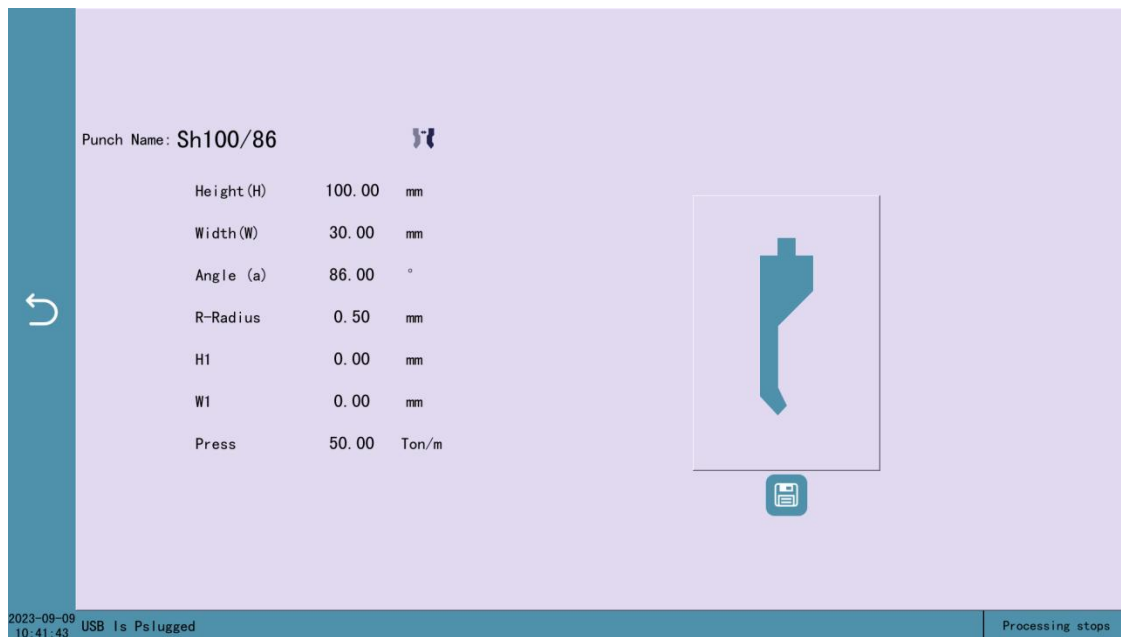 Punch Name: Sh100/86
Height(H) 100.00 mm
Width(W) 30.00 mm
Angle (a) 86.00 °
R-Radius 0.50 mm
H1 0.00 mm
W1 0.00 mm
Press 50.00 Ton/m
2023-09-09
10:41:43
USB Is Pslugged
Processing stops